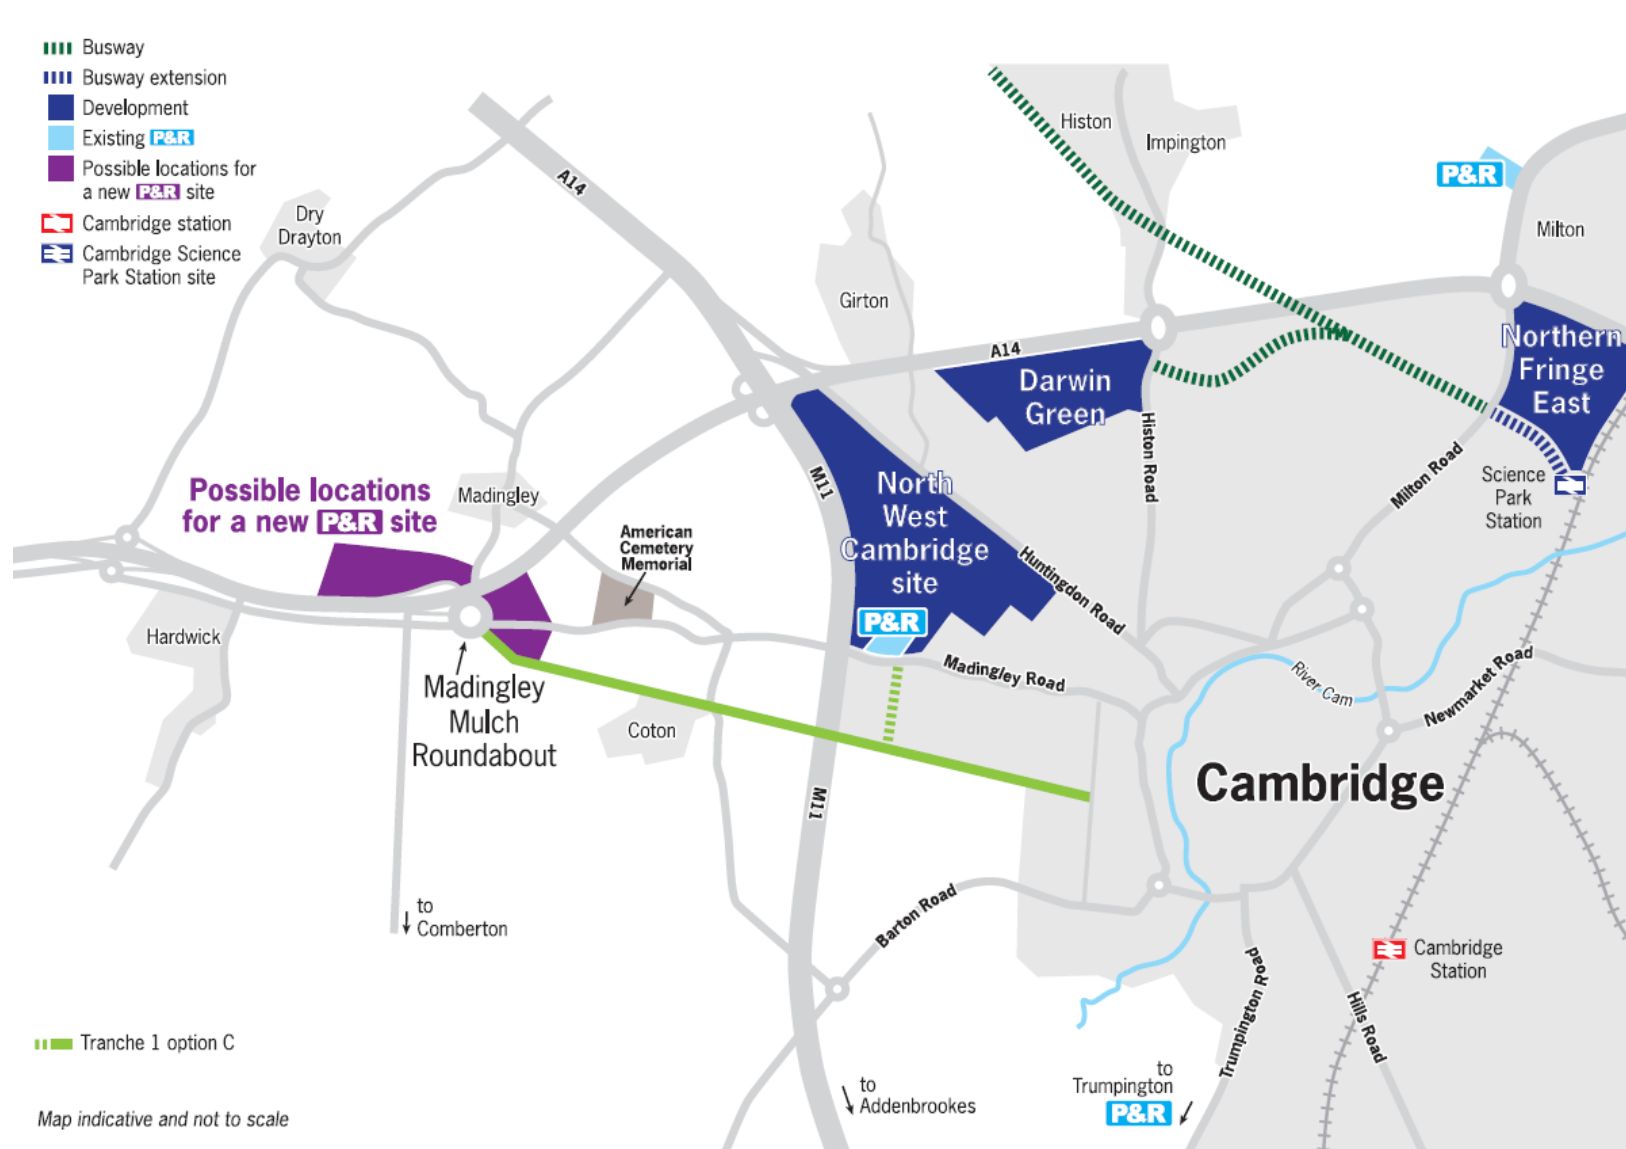 Busway
Busway extension
Development
Existing P&R
Possible locations for
a new P&R site
Cambridge station
Cambridge Science
Park Station site
A14
Dry
Drayton
Histon
Impington
P&R
Milton
Girton
A14
Darwin
Green
Northern
Fringe
East
Histon Road
Milton Road
Science
Park
Station
Possible locations
for a new P&R site
Madingley
M11
North
West
Cambridge
site
P&R
American
Cemetery
Memorial
Huntingdon Road
Hardwick
Madingley
Mulch
Roundabout
Coton
Madingley Road
River Cam
Newmarket Road
Cambridge
M11
to
Comberton
Barton Road
Cambridge
Station
Trumpington Road
Hills Road
Tranche 1 option C
to
Addenbrookes
to
Trumpington
P&R
Map indicative and not to scale